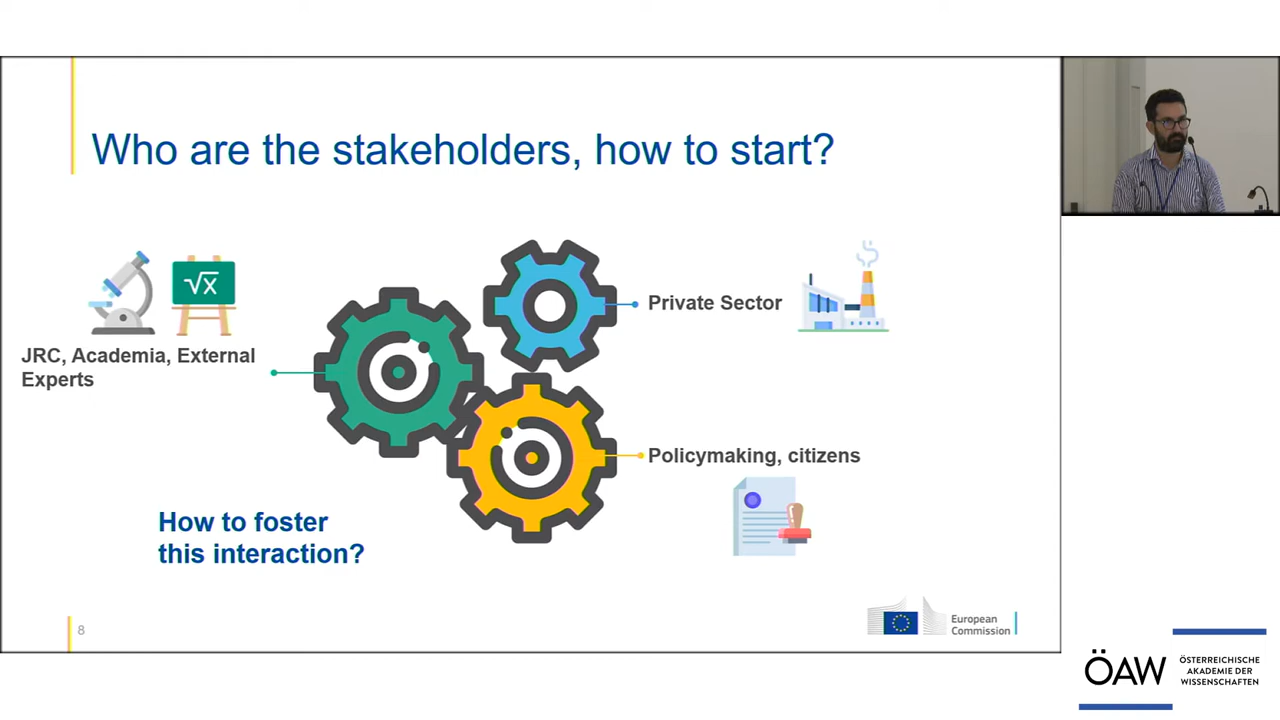 Who are the stakeholders, how to start?
√x
JRC, Academia, External
Experts
Private Sector
Policymaking, citizens
How to foster
this interaction?
8
European
Commission
ÖAW
ÖSTERREICHISCHE
AKADEMIE DER
WISSENSCHAFTEN